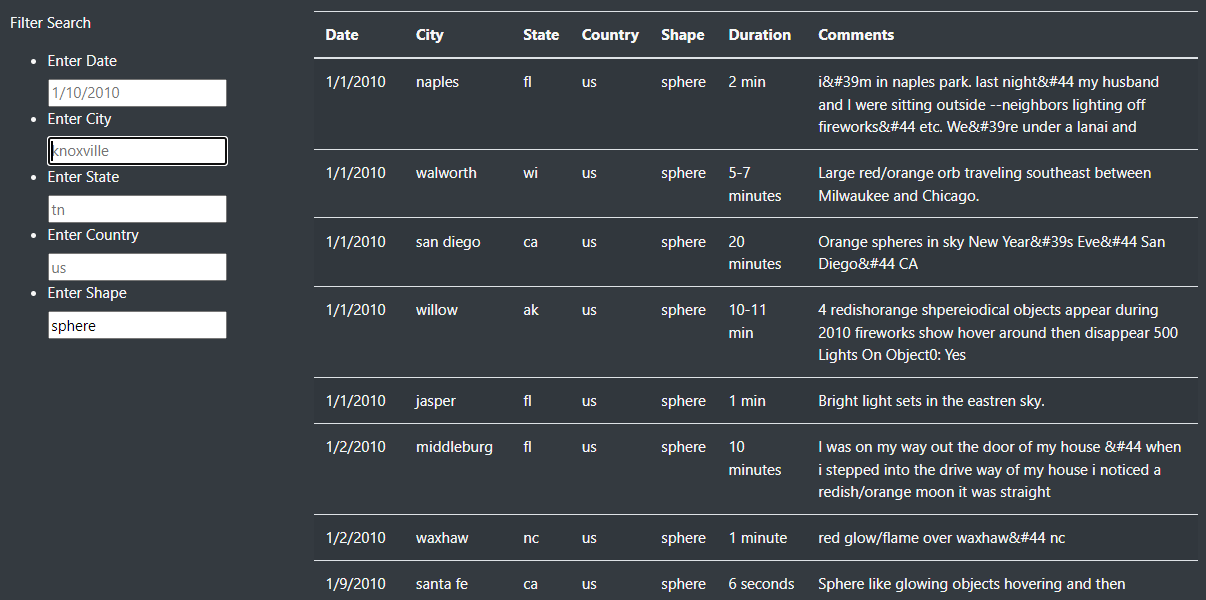 Filter Search
Enter Date
1/10/2010
Enter City
knoxville
Enter State
tn
Enter Country
us
Enter Shape
sphere
Date City State Country Shape Duration Comments
1/1/2010 naples fl us sphere 2 min i&#39m in naples park. last night&#44 my husband
and I were sitting outside --neighbors lighting off
fireworks&#44 etc. We&#39re under a lanai and
1/1/2010 walworth wi us sphere 5-7 Large red/orange orb traveling southeast between
minutes Milwaukee and Chicago.
1/1/2010 san diego ca us sphere 20 Orange spheres in sky New Year&#39s Eve&#44 San
minutes Diego&#44 CA
1/1/2010 willow ak us sphere 10-11 4 redishorange shpereiodical objects appear during
min 2010 fireworks show hover around then disappear 500
Lights On Object0: Yes
1/1/2010 jasper fl us sphere 1 min Bright light sets in the eastren sky.
1/2/2010 middleburg fl us sphere 10 I was on my way out the door of my house &#44 when
minutes i stepped into the drive way of my house i noticed a
redish/orange moon it was straight
1/2/2010 waxhaw nc us sphere 1 minute red glow/flame over waxhaw&#44 nc
1/9/2010 santa fe ca us sphere 6 seconds Sphere like glowing objects hovering and then